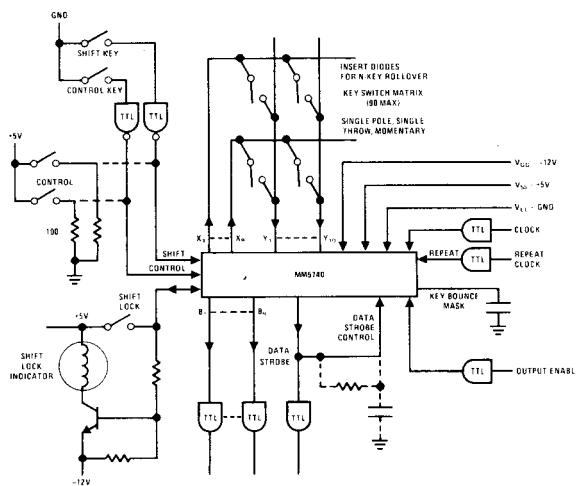 GND
SHIFT KEY
CONTROL KEY
TTL
TTL
+5V
CONTROL
100
INSERT DIODES
FOR N-KEY ROLLOVER
KEY SWITCH MATRIX
(90 MAX)
SINGLE POLE, SINGLE
THROW, MOMENTARY
-12V
+5V
GND
TTL
CLOCK
REPEAT
TTL
REPEAT
CLOCK
X1
X9
Y1
Y10
SHIFT
CONTROL
MM5740
KEY BOUNCE
MASK
SHIFT
LOCK
+5V
SHIFT
LOCK
INDICATOR
-12V
B1
B9
DATA
STROBE
DATA
STROBE
CONTROL
TTL
TTL
TTL
TTL
OUTPUT ENABL